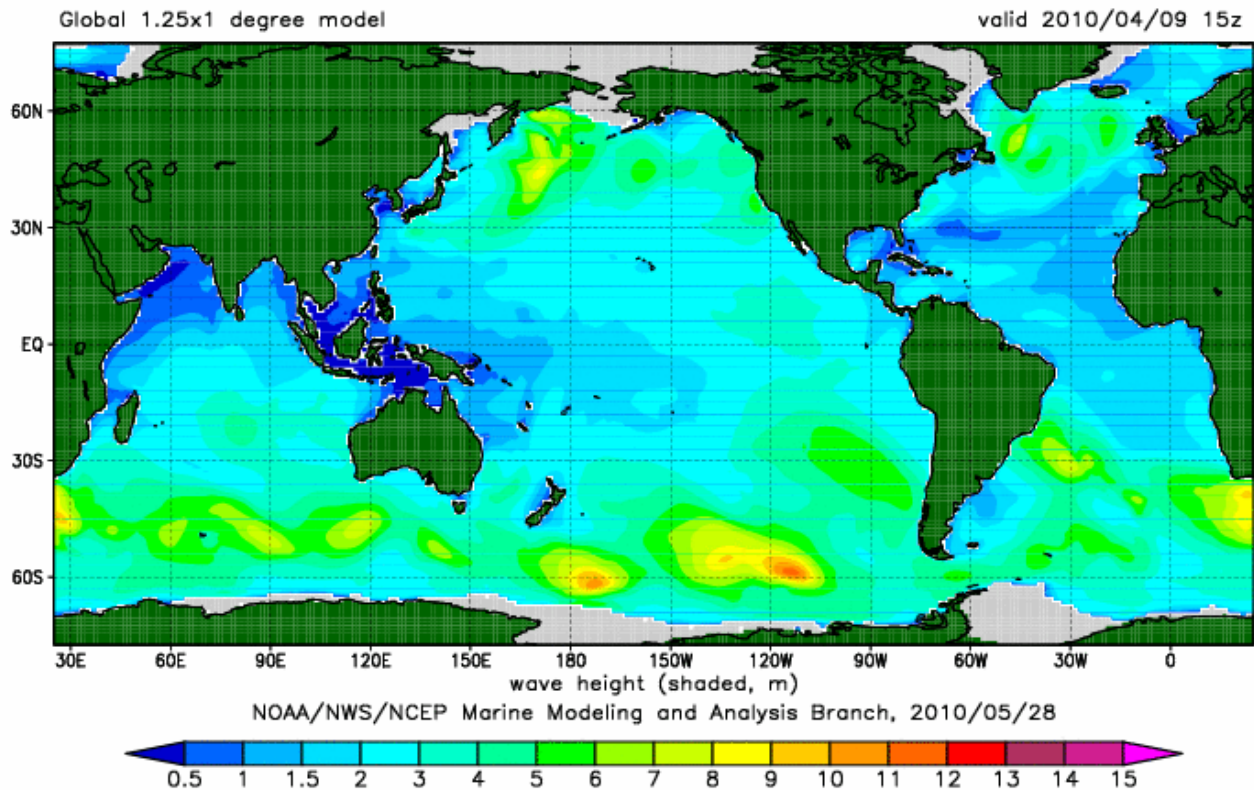 Global 1.25x1 degree model
valid 2010/04/09 15z
60N
30N
EQ
30S
60S
30E 60E 90E 120E 150E 180 150W 120W 90W 60W 30W 0
wave height (shaded, m)
NOAA/NWS/NCEP Marine Modeling and Analysis Branch, 2010/05/28
0.5 1 1.5 2 3 4 5 6 7 8 9 10 11 12 13 14 15